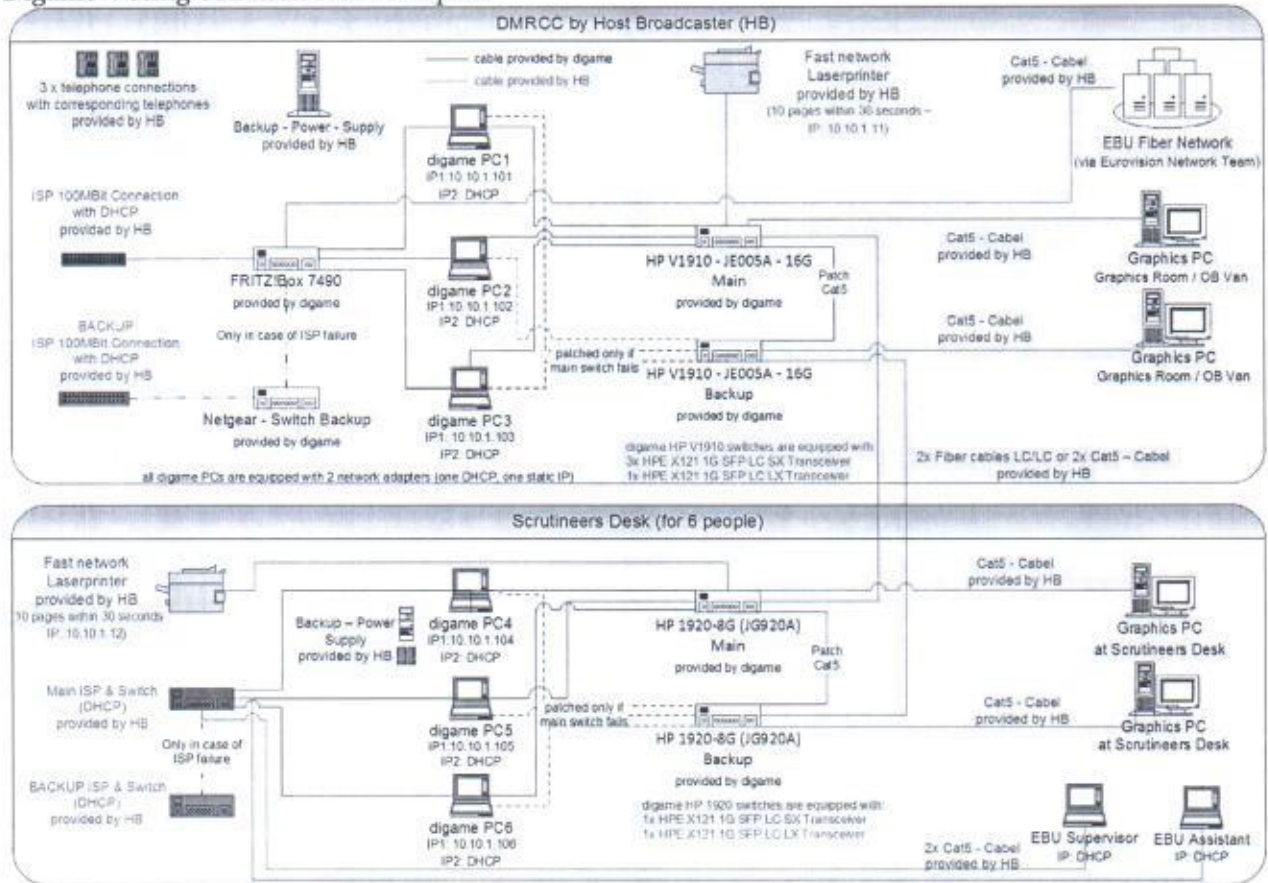 DMRCC by Host Broadcaster (HB)
3 x telephone connections
with corresponding telephones
provided by HB
Backup - Power - Supply
provided by HB
cable provided by digame
cable provided by HB
Fast network
Laserprinter
provided by HB
(10 pages within 30 seconds –
IP: 10.10.1.11)
Cat5 - Cabel
provided by HB
EBU Fiber Network
(via Eurovision Network Team)
digame PC1
IP1:10.10.1.101
IP2: DHCP
ISP 100MBit Connection
with DHCP
provided by HB
FRITZ!Box 7490
provided by digame
digame PC2
IP1:10.10.1.102
IP2: DHCP
HP V1910 - JE005A - 16G
Main
provided by digame
Patch
Cat5
Cat5 - Cabel
provided by HB
Graphics PC
Graphics Room / OB Van
BACKUP
ISP 100MBit Connection
with DHCP
provided by HB
Only in case of ISP failure
patched only if
main switch fails
HP V1910 - JE005A - 16G
Backup
provided by digame
Cat5 - Cabel
provided by HB
Graphics PC
Graphics Room / OB Van
Netgear - Switch Backup
provided by digame
digame PC3
IP1: 10.10.1.103
IP2: DHCP
digame HP V1910 switches are equipped with:
3x HPE X121 1G SFP LC SX Transceiver
1x HPE X121 1G SFP LC LX Transceiver
2x Fiber cables LC/LC or 2x Cat5 – Cabel
provided by HB
all digame PCs are equipped with 2 network adapters (one DHCP, one static IP)
Scrutineers Desk (for 6 people)
Fast network
Laserprinter
provided by HB
(10 pages within 30 seconds
IP: 10.10.1.12)
Backup – Power
Supply
provided by HB
digame PC4
IP1:10.10.1.104
IP2: DHCP
HP 1920-8G (JG920A)
Main
provided by digame
Patch
Cat5
Cat5 - Cabel
provided by HB
Graphics PC
at Scrutineers Desk
Main ISP & Switch
(DHCP)
provided by HB
Only in case of
ISP failure
digame PC5
IP1:10.10.1.105
IP2: DHCP
patched only if
main switch fails
HP 1920-8G (JG920A)
Backup
provided by digame
Cat5 - Cabel
provided by HB
Graphics PC
at Scrutineers Desk
BACKUP ISP & Switch
(DHCP)
provided by HB
digame PC6
IP1: 10.10.1.106
IP2: DHCP
digame HP 1920 switches are equipped with:
1x HPE X121 1G SFP LC SX Transceiver
1x HPE X121 1G SFP LC LX Transceiver
2x Cat5 - Cabel
provided by HB
EBU Supervisor
IP: DHCP
EBU Assistant
IP: DHCP